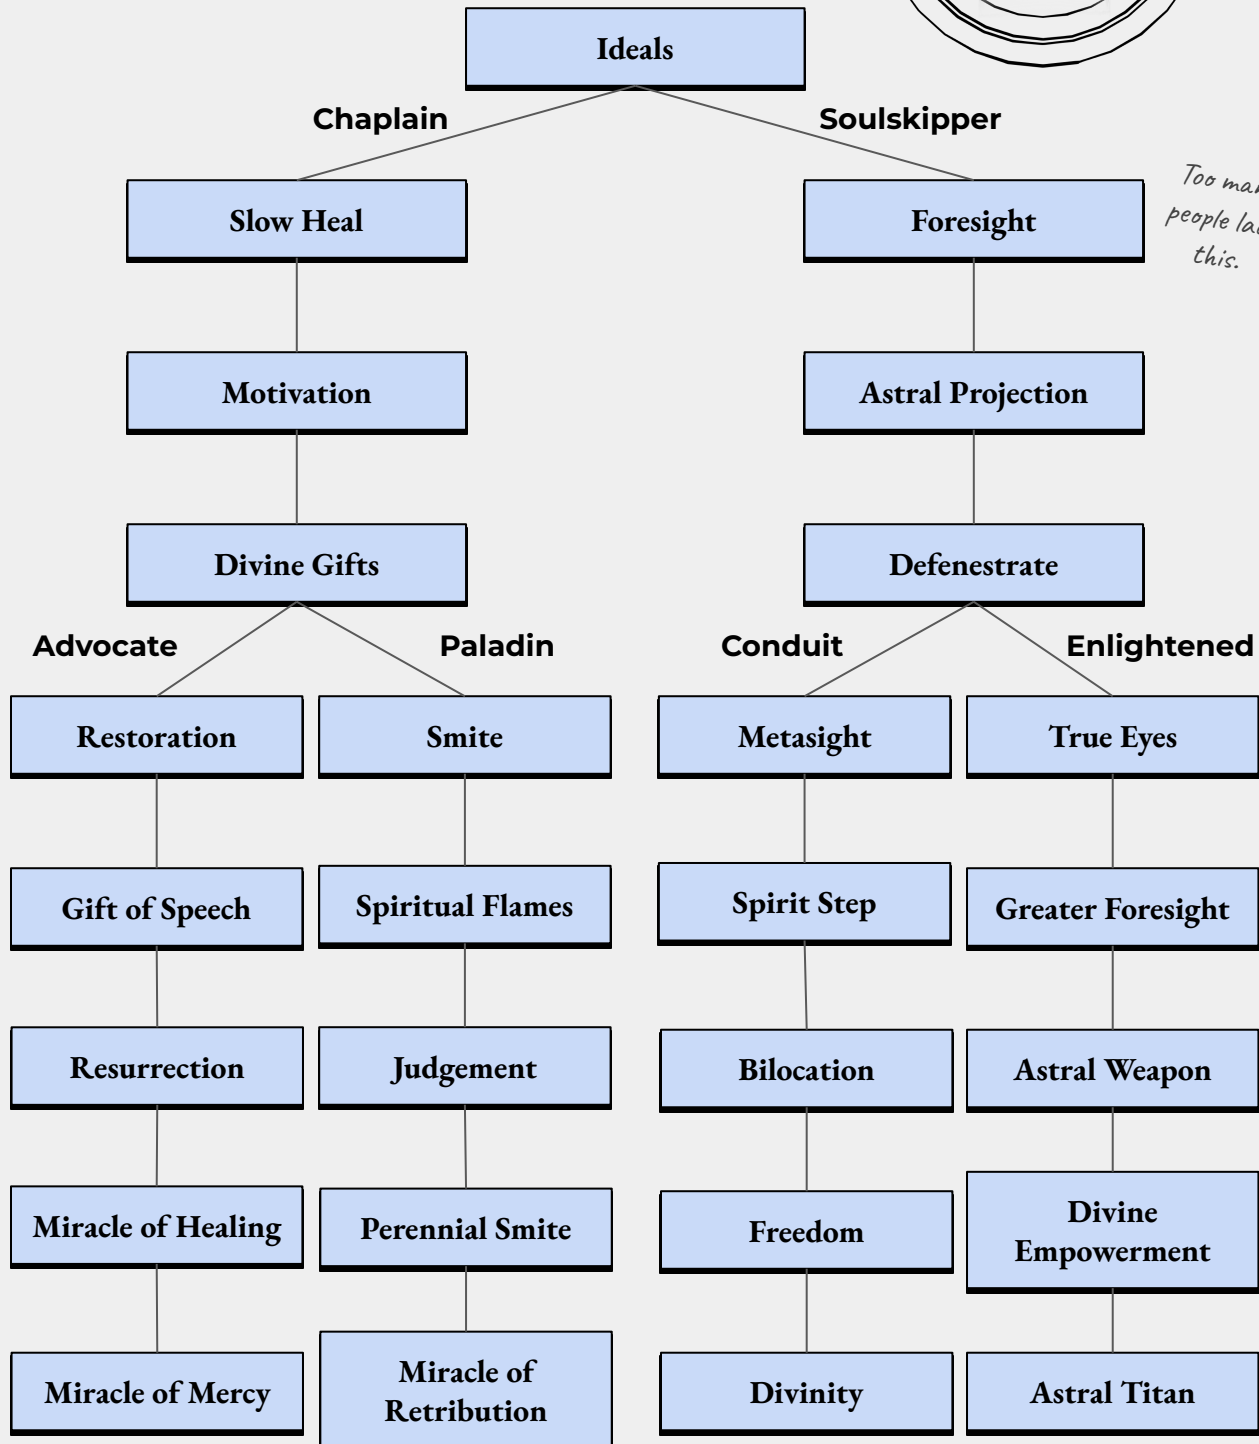 Ideals
Chaplain
Soulskipper
Slow Heal
Foresight
Too
people
this.
Motivation
Astral Projection
Divine Gifts
Defenestrate
Advocate
Paladin
Conduit
Enlightened
Restoration
Smite
Metasight
True Eyes
Gift of Speech
Spiritual Flames
Spirit Step
Greater Foresight
Resurrection
Judgement
Bilocation
Astral Weapon
Miracle of Healing
Perennial Smite
Freedom
Divine
Empowerment
Miracle of Mercy
Miracle of
Retribution
Divinity
Astral Titan